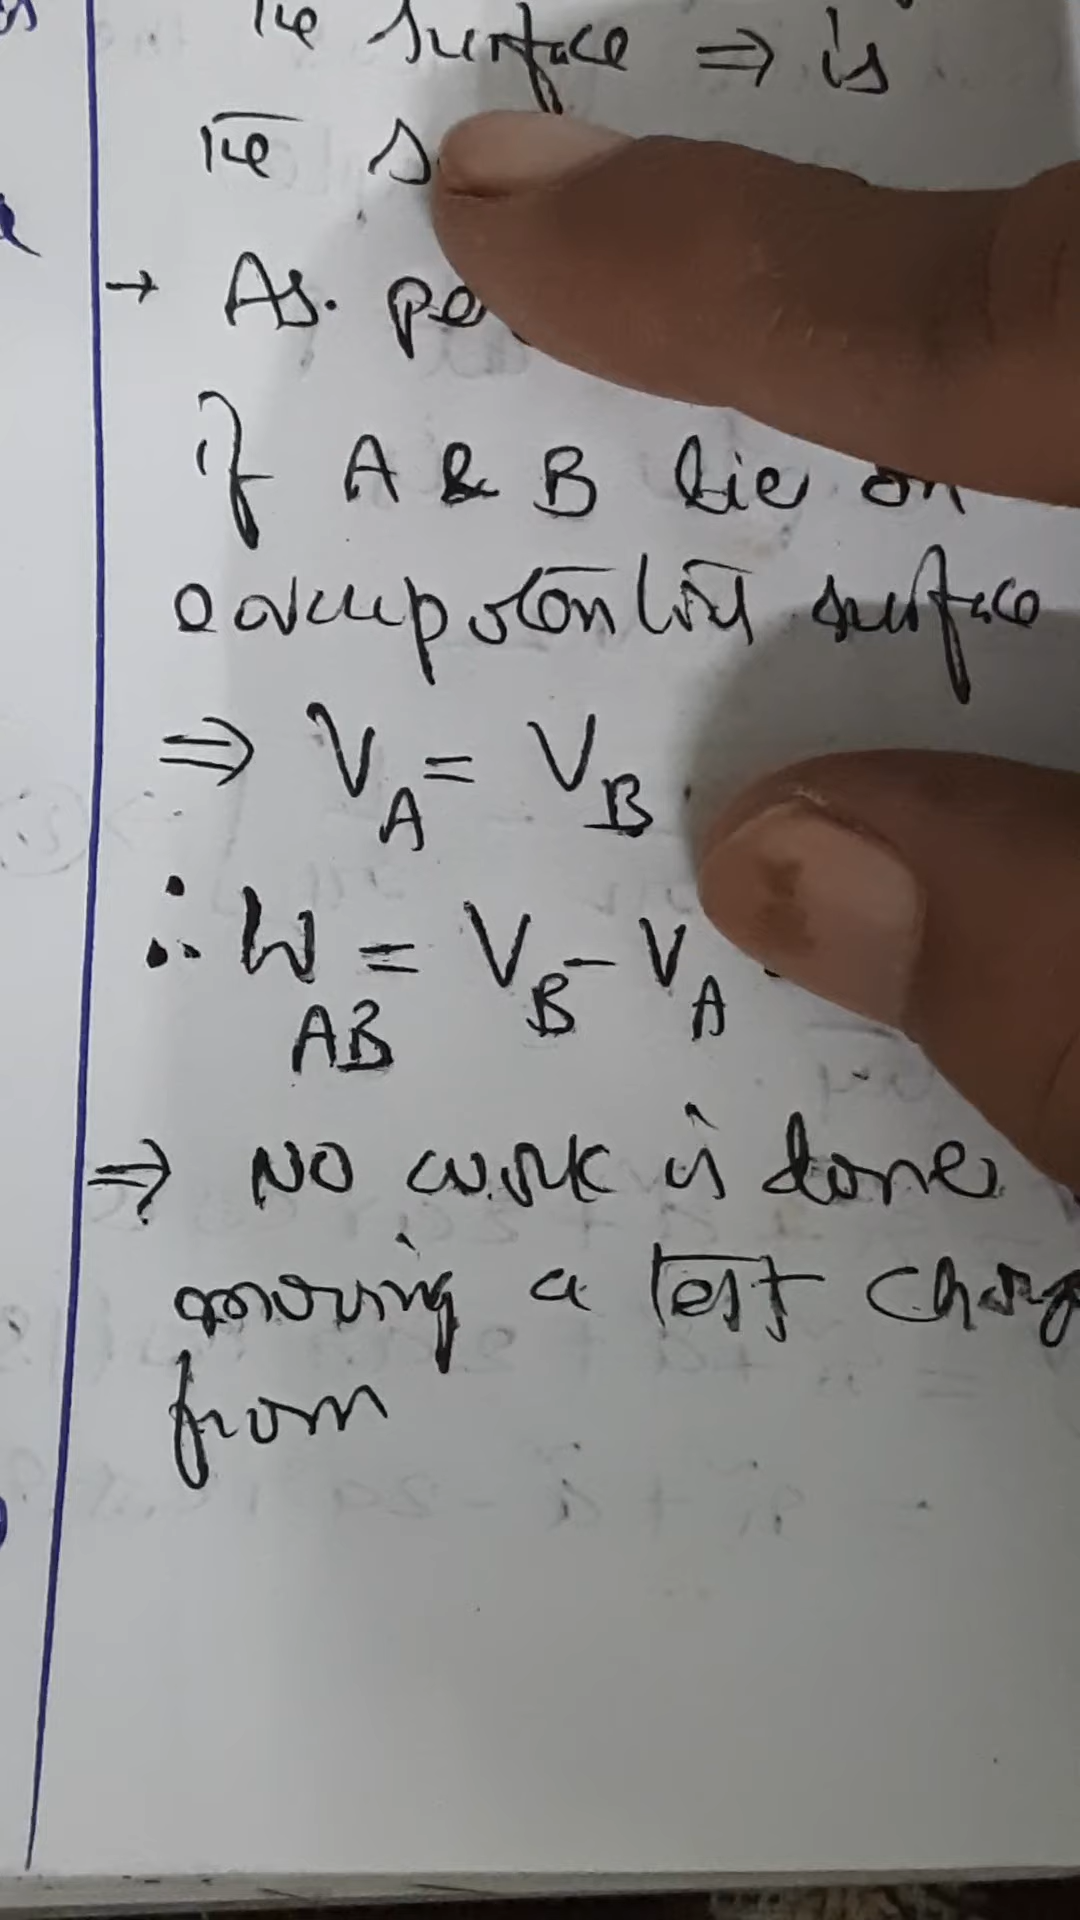 the surface ⇒ is
the
→ As. pe
if A & B lie on
surface
⇒ V_A = V_B
∴ W_AB = V_B - V_A
⇒ No work is done
moving a test charg
from